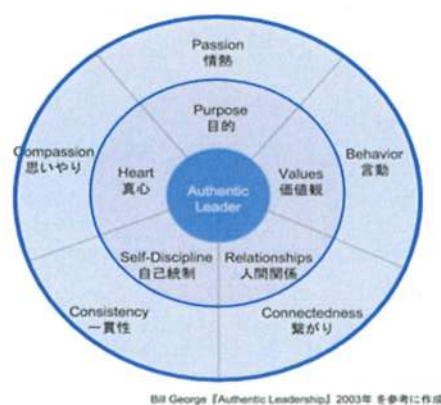 Passion
情熱
Purpose
目的
Compassion
思いやり
Heart
真心
Authentic
Leader
Values
価値観
Behavior
言動
Self-Discipline
自己統制
Relationships
人間関係
Consistency
一貫性
Connectedness
繋がり
Bill George『Authentic Leadership』2003年 を参考に作成